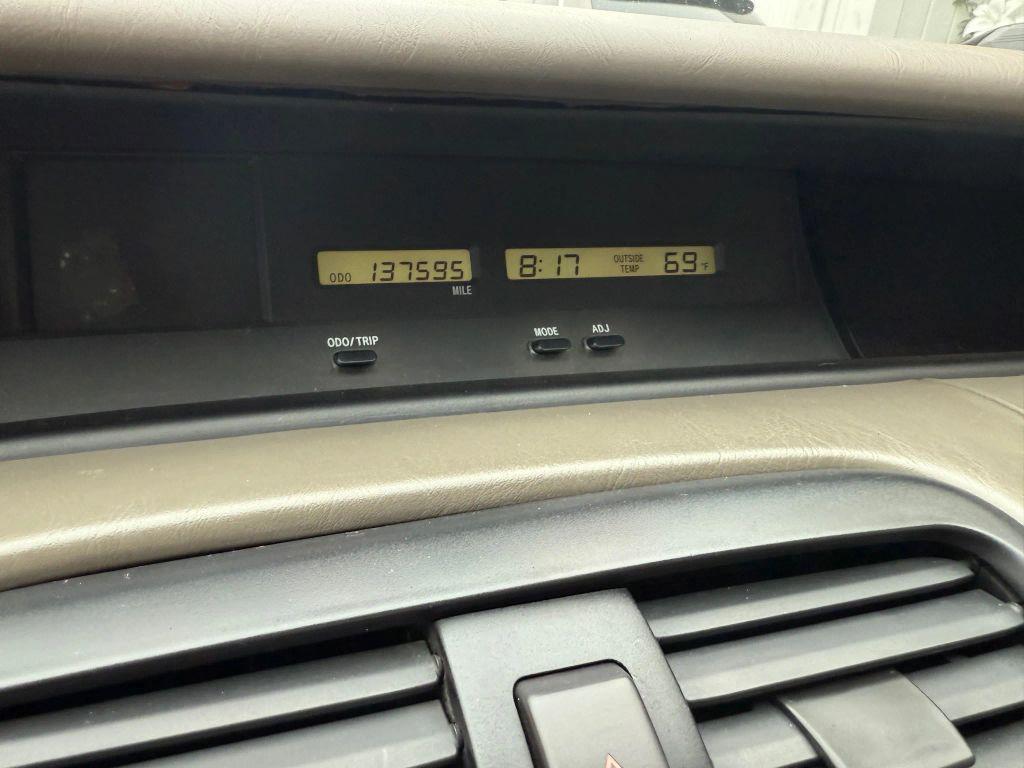 ODO 137595
MILE
8:17 OUTSIDE TEMP 69°F
ODO/TRIP
MODE ADJ